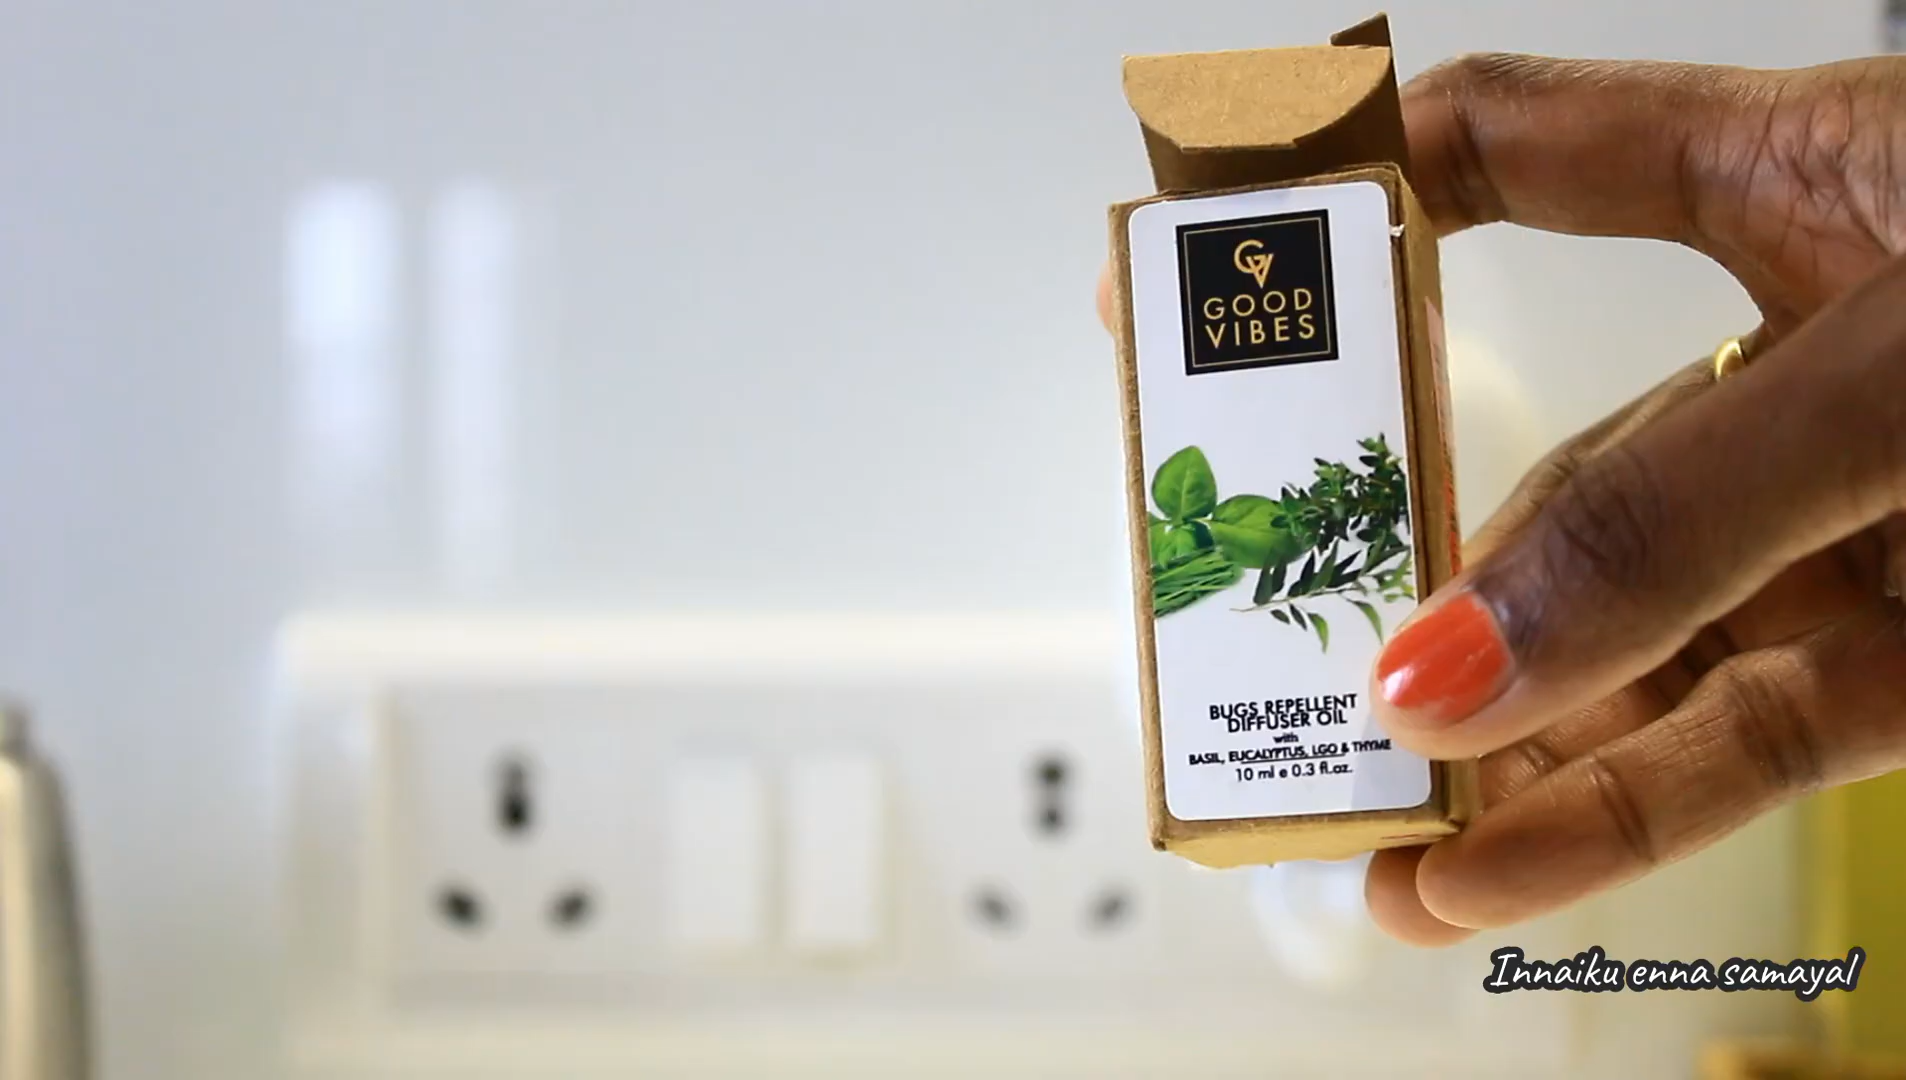 GV
GOOD
VIBES
BUGS REPELLENT
DIFFUSER OIL
with
BASIL, EUCALYPTUS, LGO & THYME
10 ml e 0.3 fl.oz.
Innaiku enna samayal